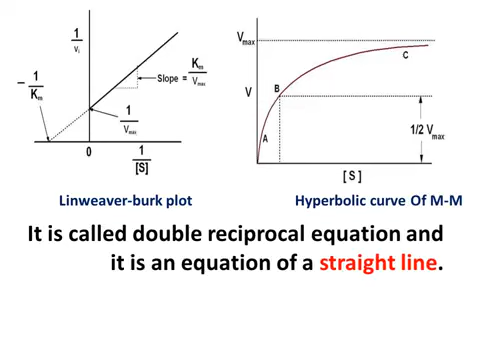 1
vᵢ
Slope = Kₘ
Vₘₐₓ
− 1
Kₘ
1
Vₘₐₓ
0
1
[S]
Vₘₐₓ
C
B
V
A
1/2 Vₘₐₓ
[ S ]
Linweaver-burk plot
Hyperbolic curve Of M-M
It is called double reciprocal equation and
it is an equation of a straight line.